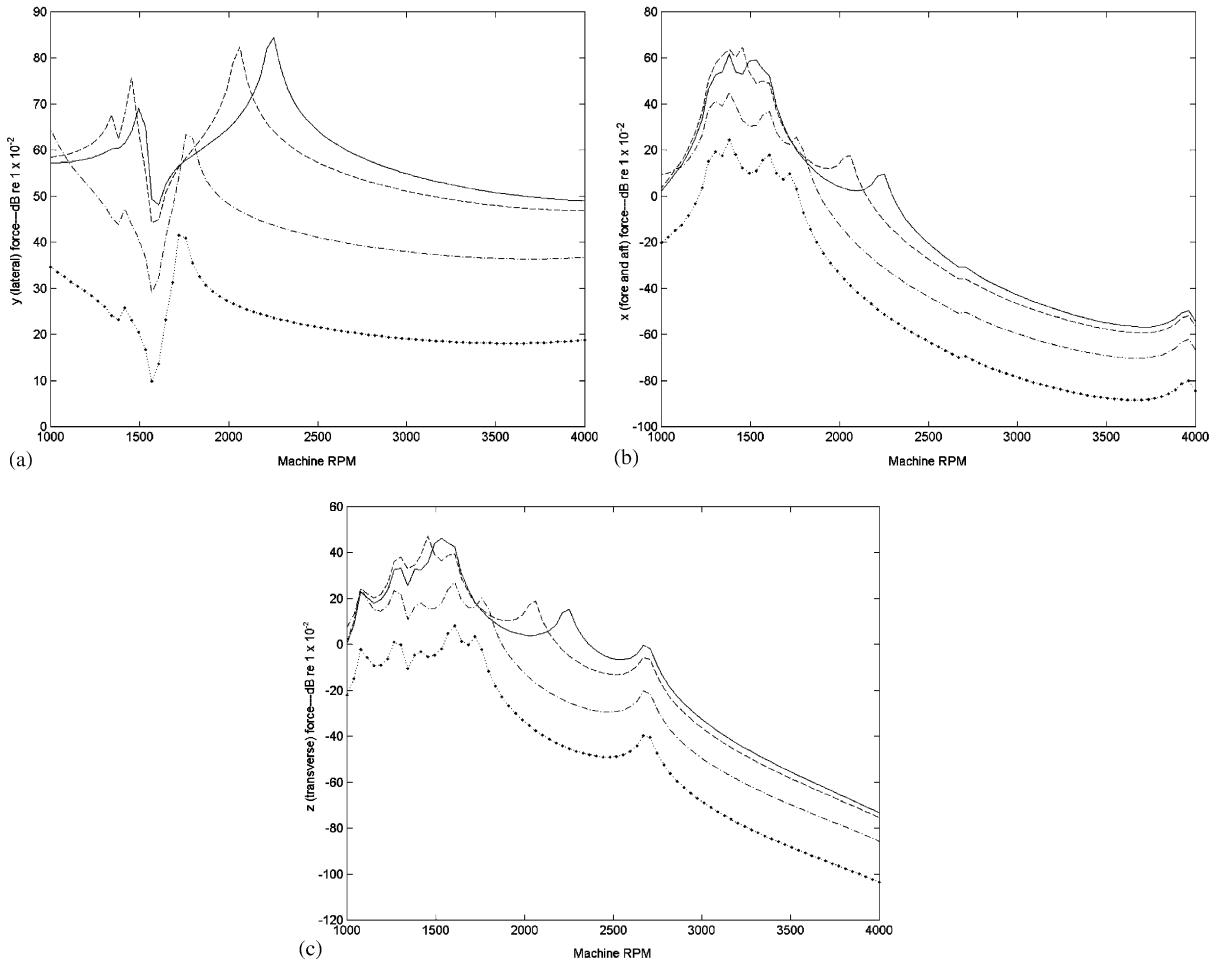 y (lateral) force---dB re 1 x 10⁻²
90
80
70
60
50
40
30
20
10
0
1000 1500 2000 2500 3000 3500 4000
Machine RPM
(a)
x (fore and aft) force---dB re 1 x 10⁻²
80
60
40
20
0
-20
-40
-60
-80
-100
1000 1500 2000 2500 3000 3500 4000
Machine RPM
(b)
z (transverse) force---dB re 1 x 10⁻²
60
40
20
0
-20
-40
-60
-80
-100
-120
1000 1500 2000 2500 3000 3500 4000
Machine RPM
(c)